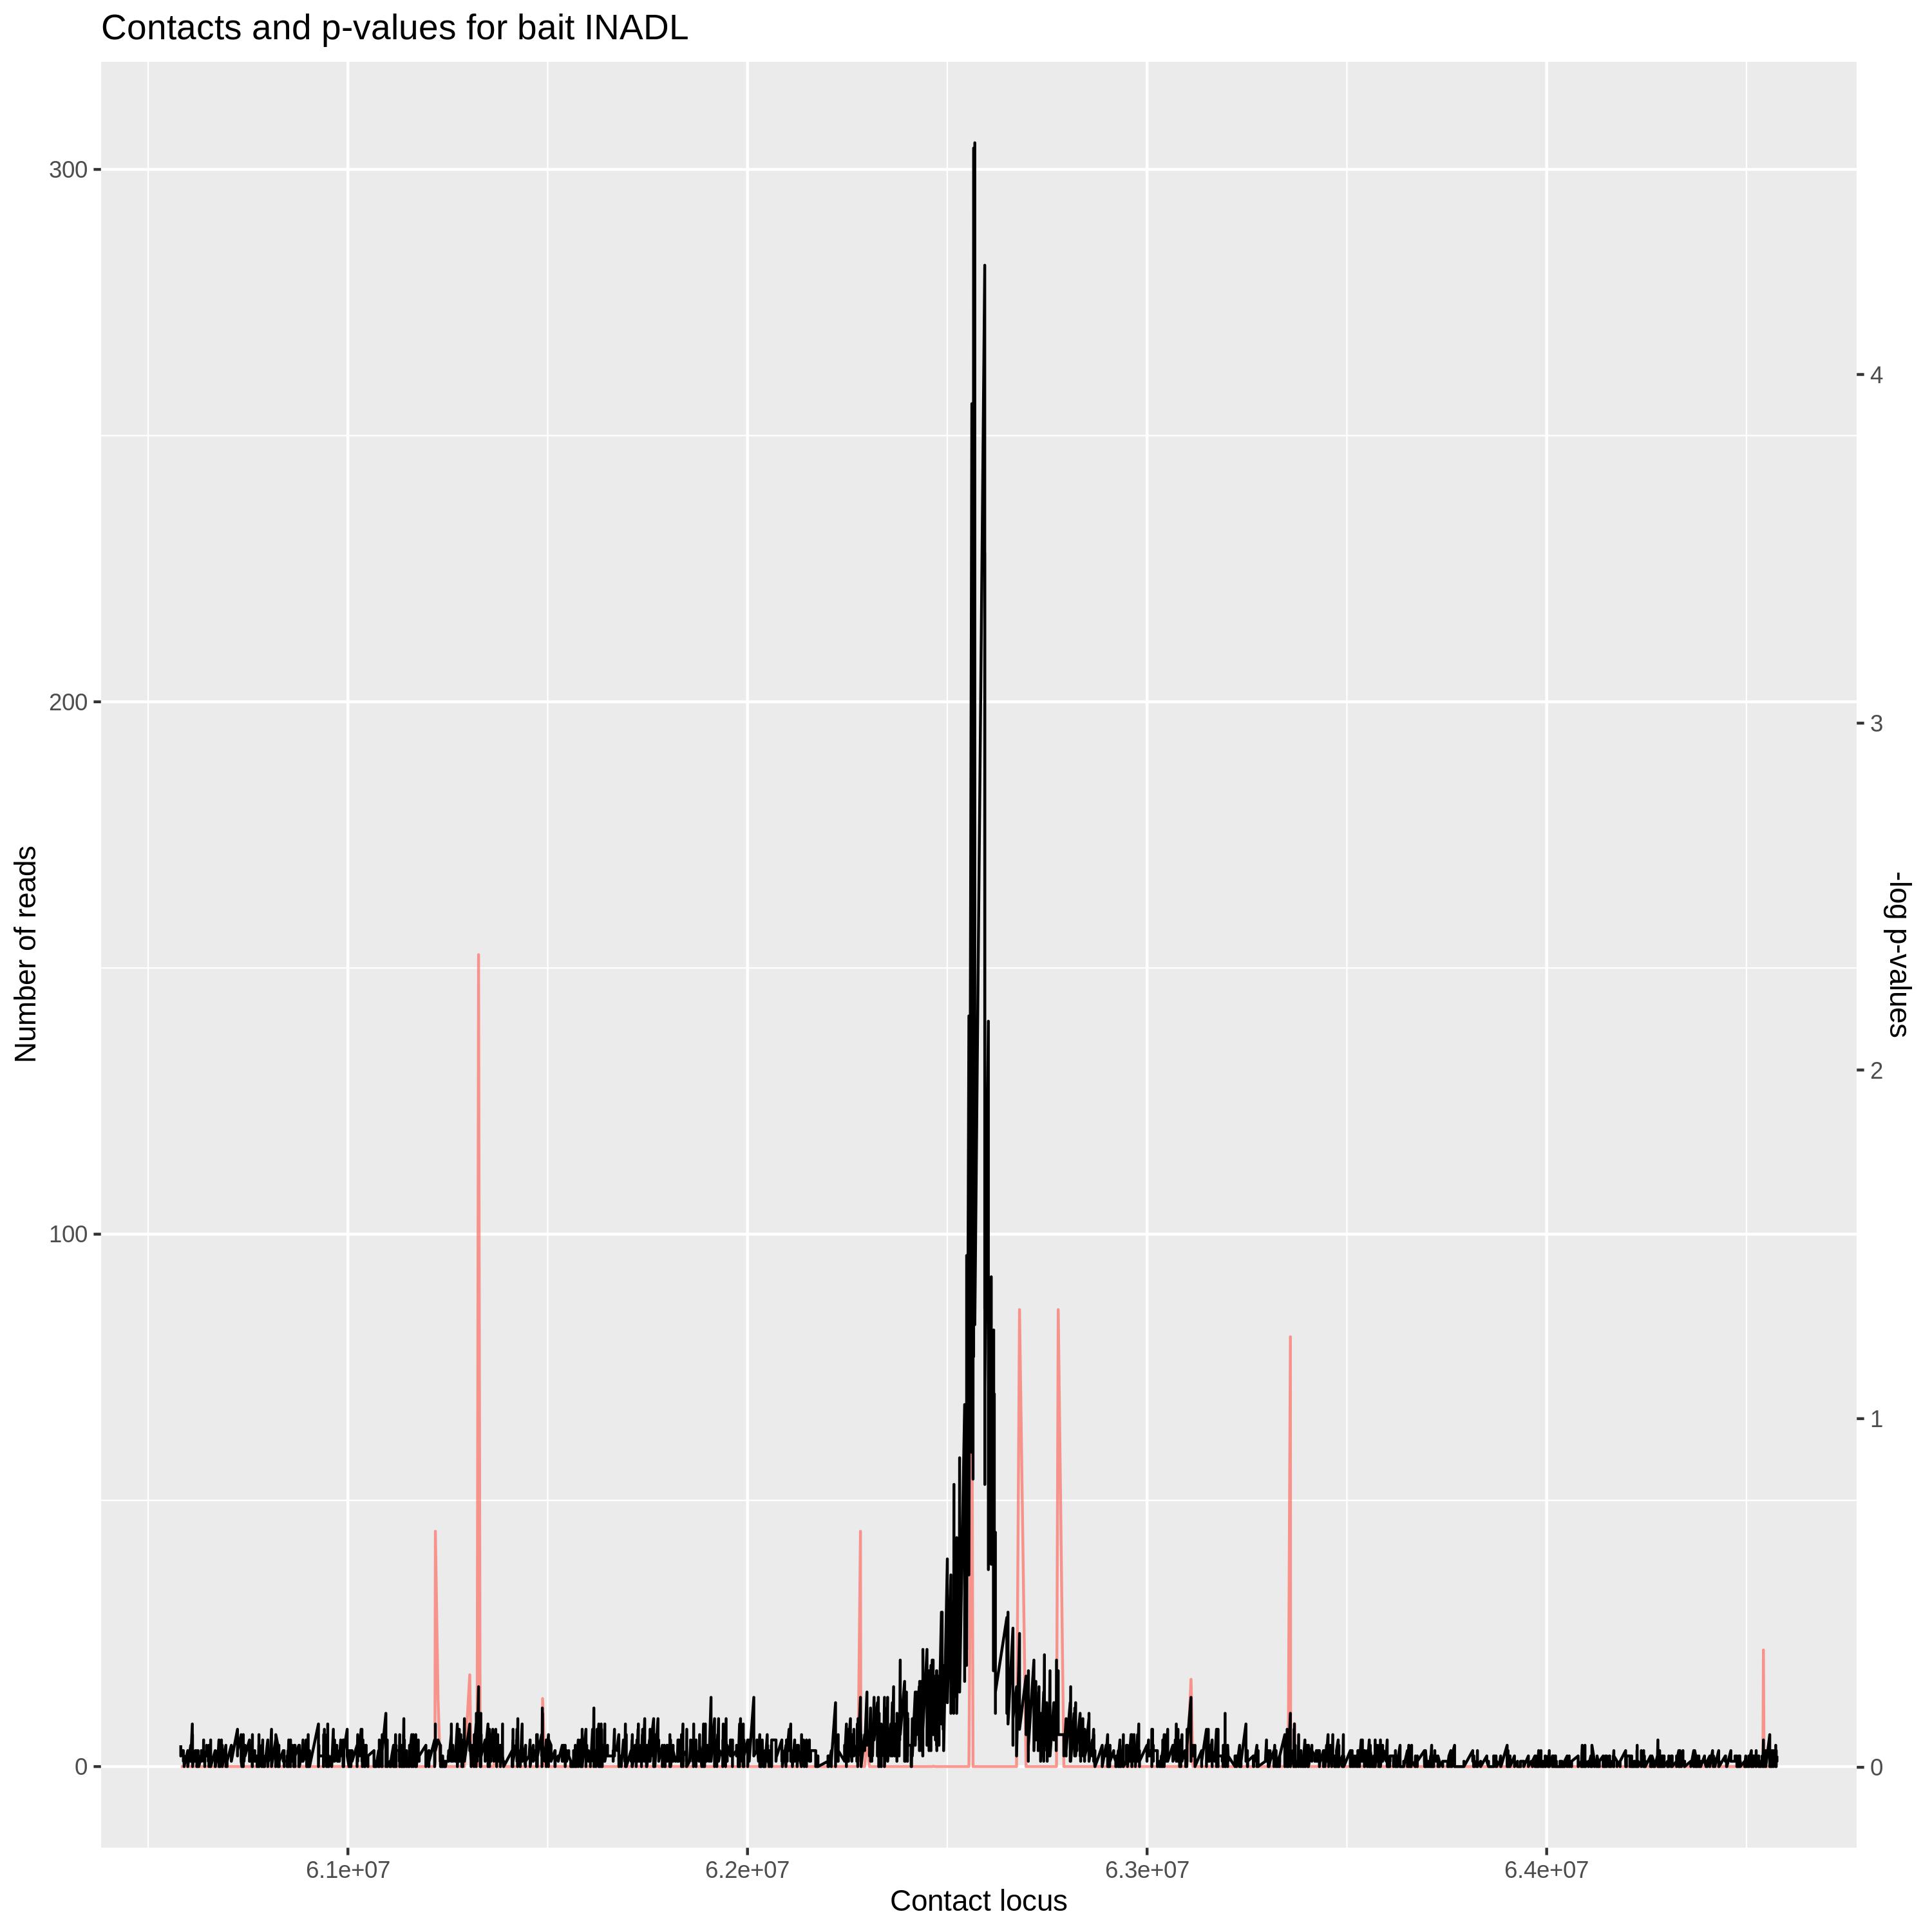 Contacts and p-values for bait INADL
300
200
100
0
Number of reads
4
3
2
1
0
-log p-values
6.1e+07
6.2e+07
6.3e+07
6.4e+07
Contact locus